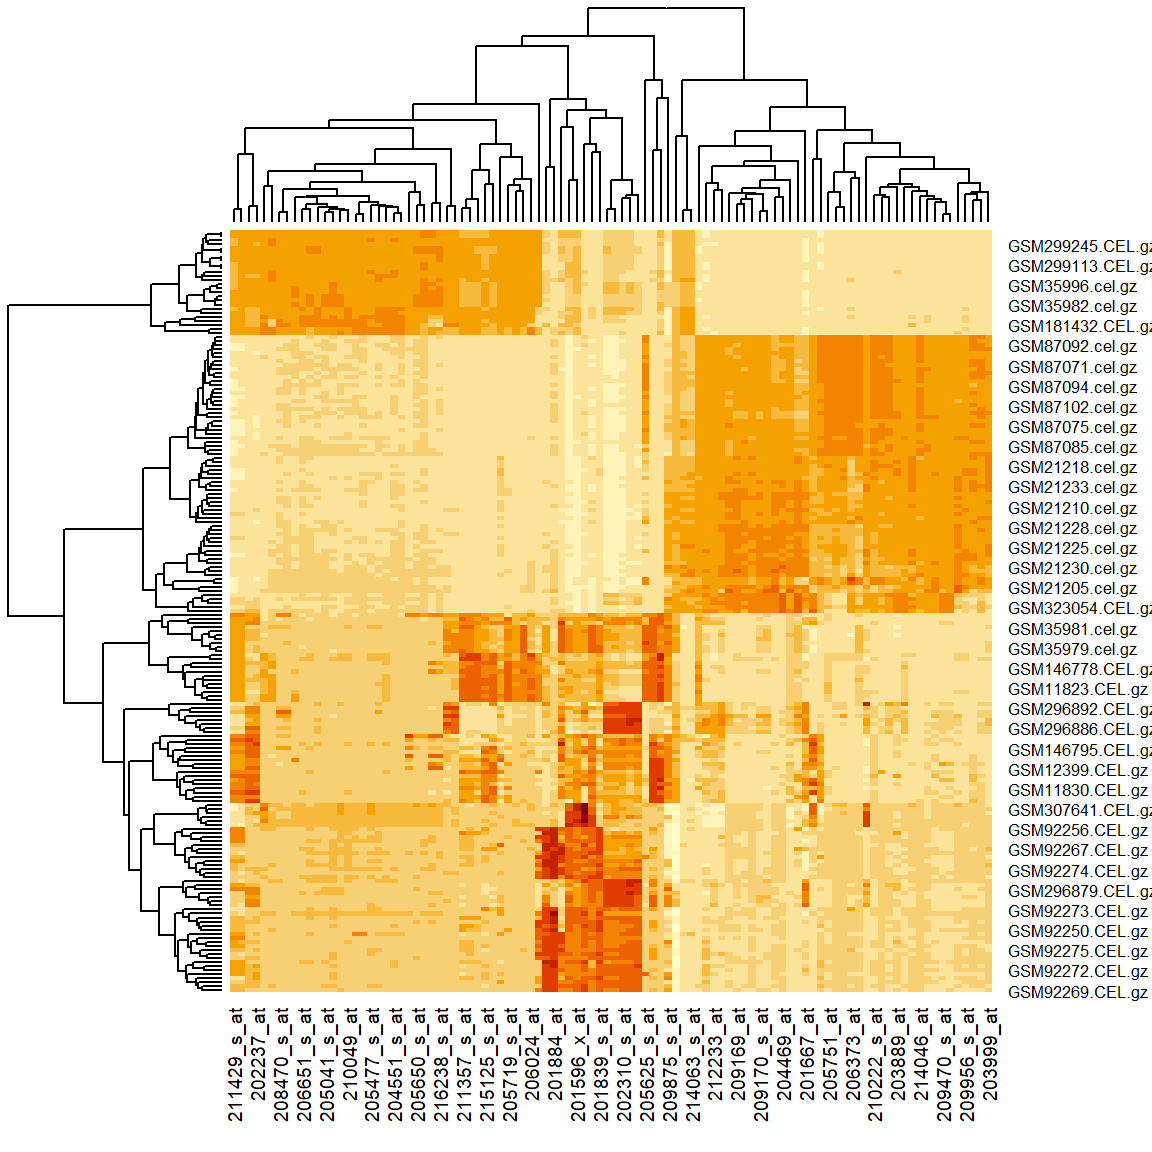 GSM299245.CEL.gz
GSM299113.CEL.gz
GSM35996.cel.gz
GSM35982.cel.gz
GSM181432.CEL.gz
GSM87092.cel.gz
GSM87071.cel.gz
GSM87094.cel.gz
GSM87102.cel.gz
GSM87075.cel.gz
GSM87085.cel.gz
GSM21218.cel.gz
GSM21233.cel.gz
GSM21210.cel.gz
GSM21228.cel.gz
GSM21225.cel.gz
GSM21230.cel.gz
GSM21205.cel.gz
GSM323054.CEL.gz
GSM35981.cel.gz
GSM35979.cel.gz
GSM146778.CEL.gz
GSM11823.CEL.gz
GSM296892.CEL.gz
GSM296886.CEL.gz
GSM146795.CEL.gz
GSM12399.CEL.gz
GSM11830.CEL.gz
GSM307641.CEL.gz
GSM92256.CEL.gz
GSM92267.CEL.gz
GSM92274.CEL.gz
GSM296879.CEL.gz
GSM92273.CEL.gz
GSM92250.CEL.gz
GSM92275.CEL.gz
GSM92272.CEL.gz
GSM92269.CEL.gz
211429_s_at
202237_at
208470_s_at
206651_s_at
205041_s_at
210049_at
205477_s_at
204551_s_at
205650_s_at
216238_s_at
211357_s_at
215125_s_at
205719_s_at
206024_at
201884_at
201596_x_at
201839_s_at
202310_s_at
205625_s_at
209875_s_at
214063_s_at
212233_at
209169_at
209170_s_at
204469_at
201667_at
205751_at
206373_at
210222_s_at
203889_at
214046_at
209470_s_at
209956_s_at
203999_at